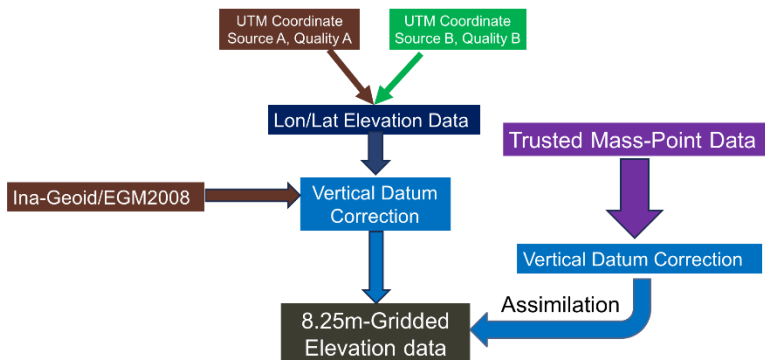 UTM Coordinate
Source A, Quality A
UTM Coordinate
Source B, Quality B
Lon/Lat Elevation Data
Trusted Mass-Point Data
Ina-Geoid/EGM2008
Vertical Datum
Correction
Vertical Datum Correction
Assimilation
8.25m-Gridded
Elevation data